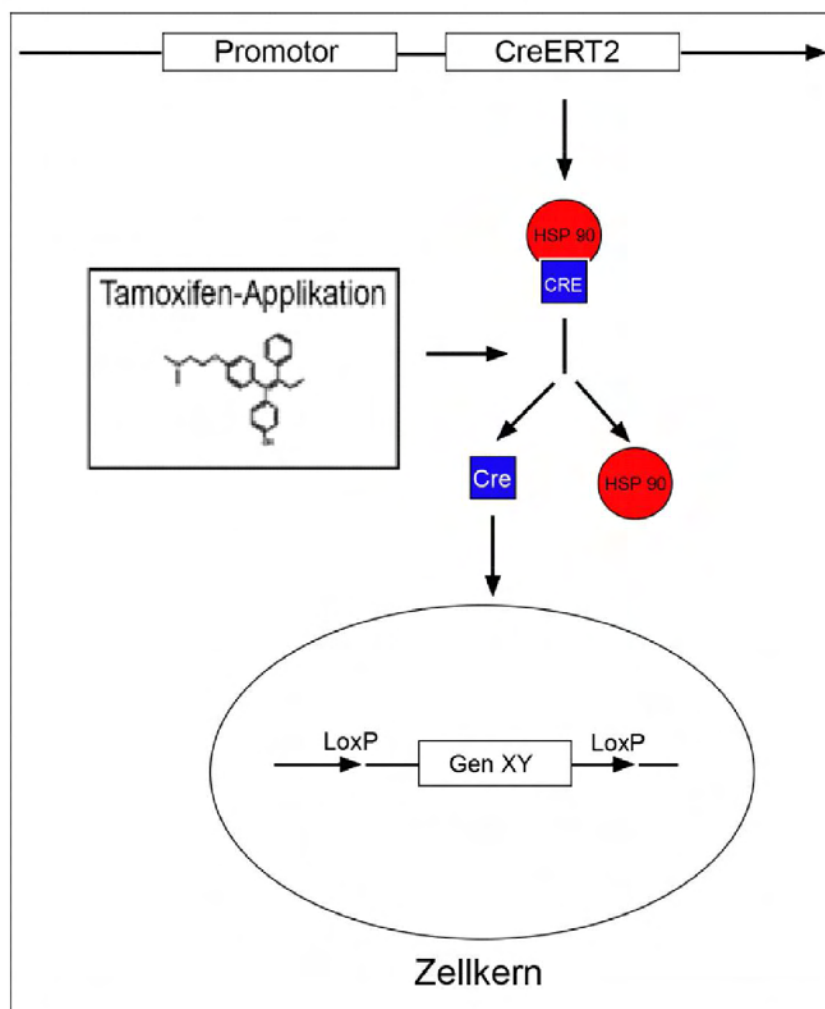 Promotor
CreERT2
HSP 90
CRE
Tamoxifen-Applikation
Cre
HSP 90
LoxP
LoxP
Gen XY
Zellkern